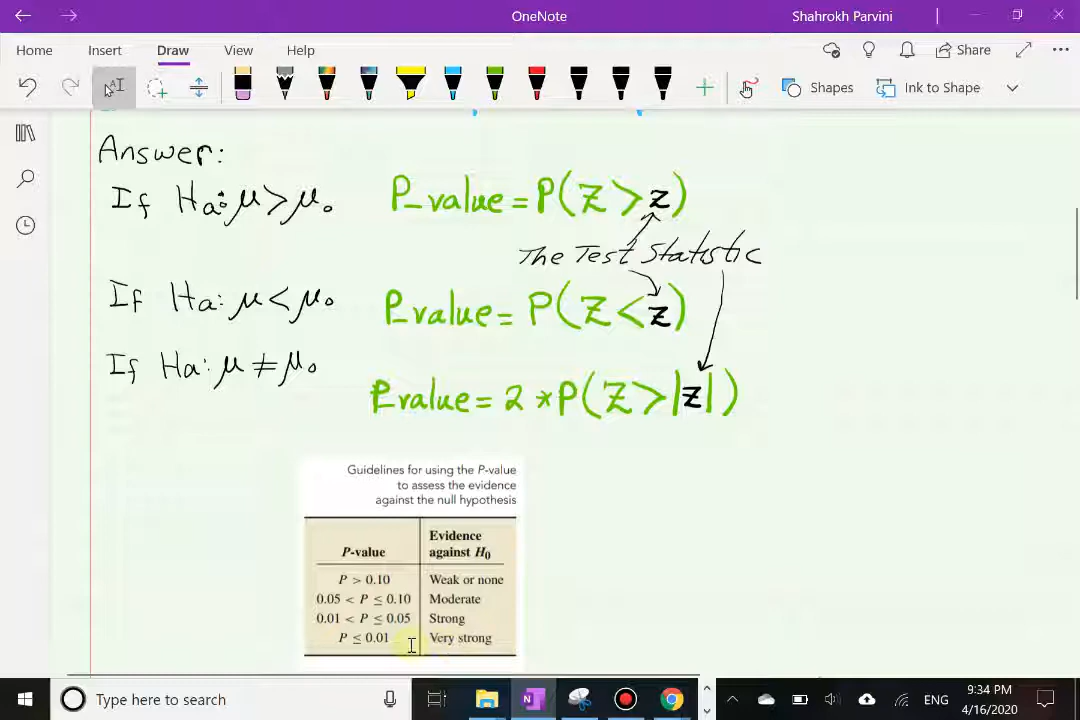 OneNote
Shahrokh Parvini
Home Insert Draw View Help
Share
Shapes
Ink to Shape
Answer:
If Ha: μ > μ₀ P_value = P(Z > z)
The Test Statistic
If Ha: μ < μ₀ P_value = P(Z < z)
If Ha: μ ≠ μ₀
P_value = 2 * P(Z > |z|)
Guidelines for using the P-value
to assess the evidence
against the null hypothesis
P-value Evidence against H₀
P > 0.10 Weak or none
0.05 < P ≤ 0.10 Moderate
0.01 < P ≤ 0.05 Strong
P ≤ 0.01 Very strong
Type here to search
ENG
9:34 PM
4/16/2020